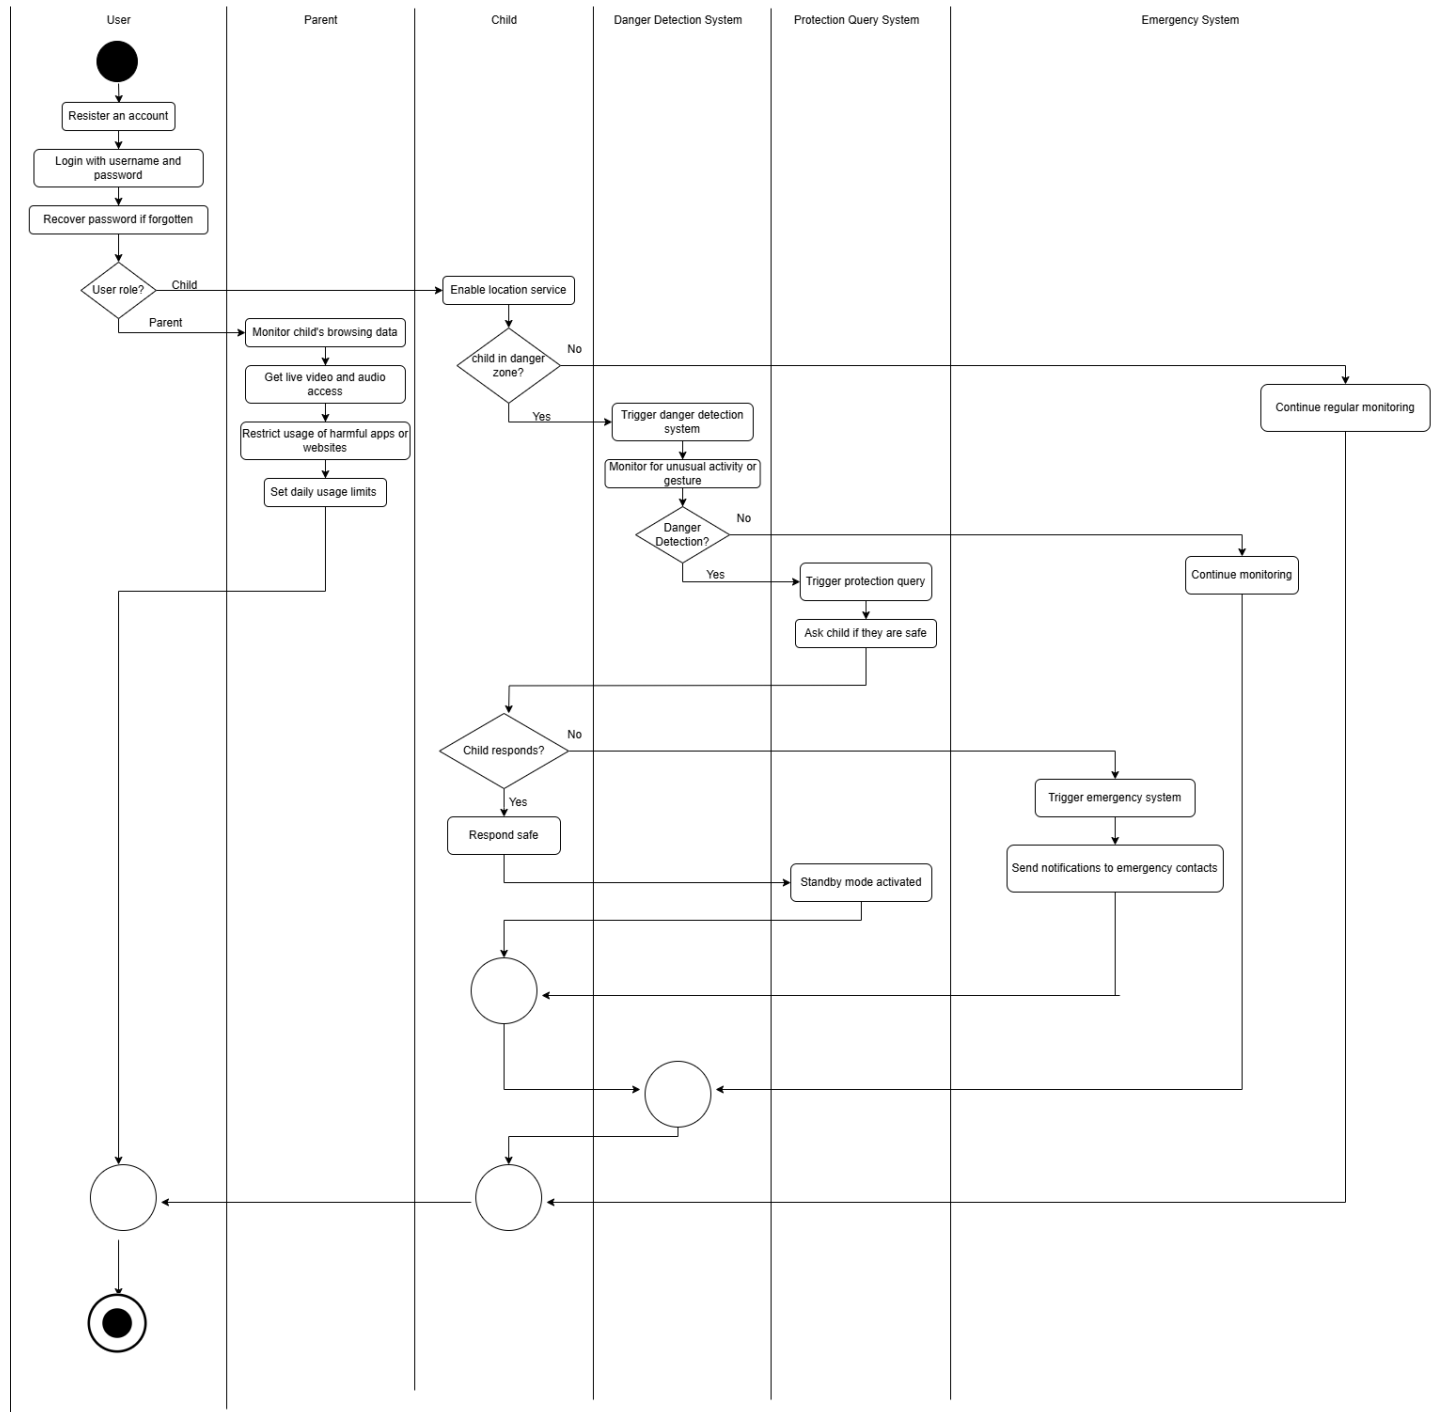 User
Parent
Child
Danger Detection System
Protection Query System
Emergency System
Resister an account
Login with username and
password
Recover password if forgotten
User role?
Child
Parent
Enable location service
Monitor child's browsing data
child in danger
zone?
No
Yes
Get live video and audio
access
Continue regular monitoring
Restrict usage of harmful apps or
websites
Trigger danger detection
system
Set daily usage limits
Monitor for unusual activity or
gesture
Danger
Detection?
No
Yes
Continue monitoring
Trigger protection query
Ask child if they are safe
Child responds?
No
Yes
Trigger emergency system
Respond safe
Send notifications to emergency contacts
Standby mode activated